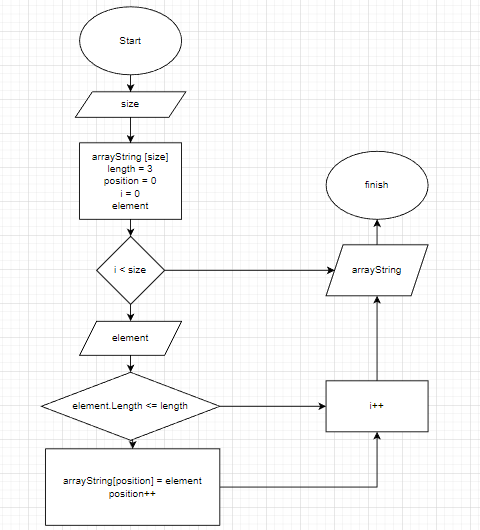 Start
size
arrayString [size]
length = 3
position = 0
i = 0
element
i < size
element
element.Length <= length
arrayString[position] = element
position++
finish
arrayString
i++